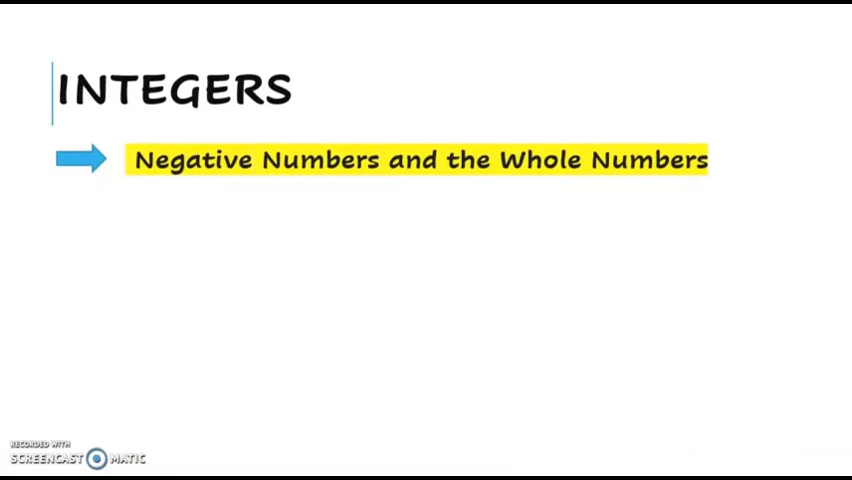 INTEGERS
Negative Numbers and the Whole Numbers
RECORDED WITH
SCREENCAST MATIC